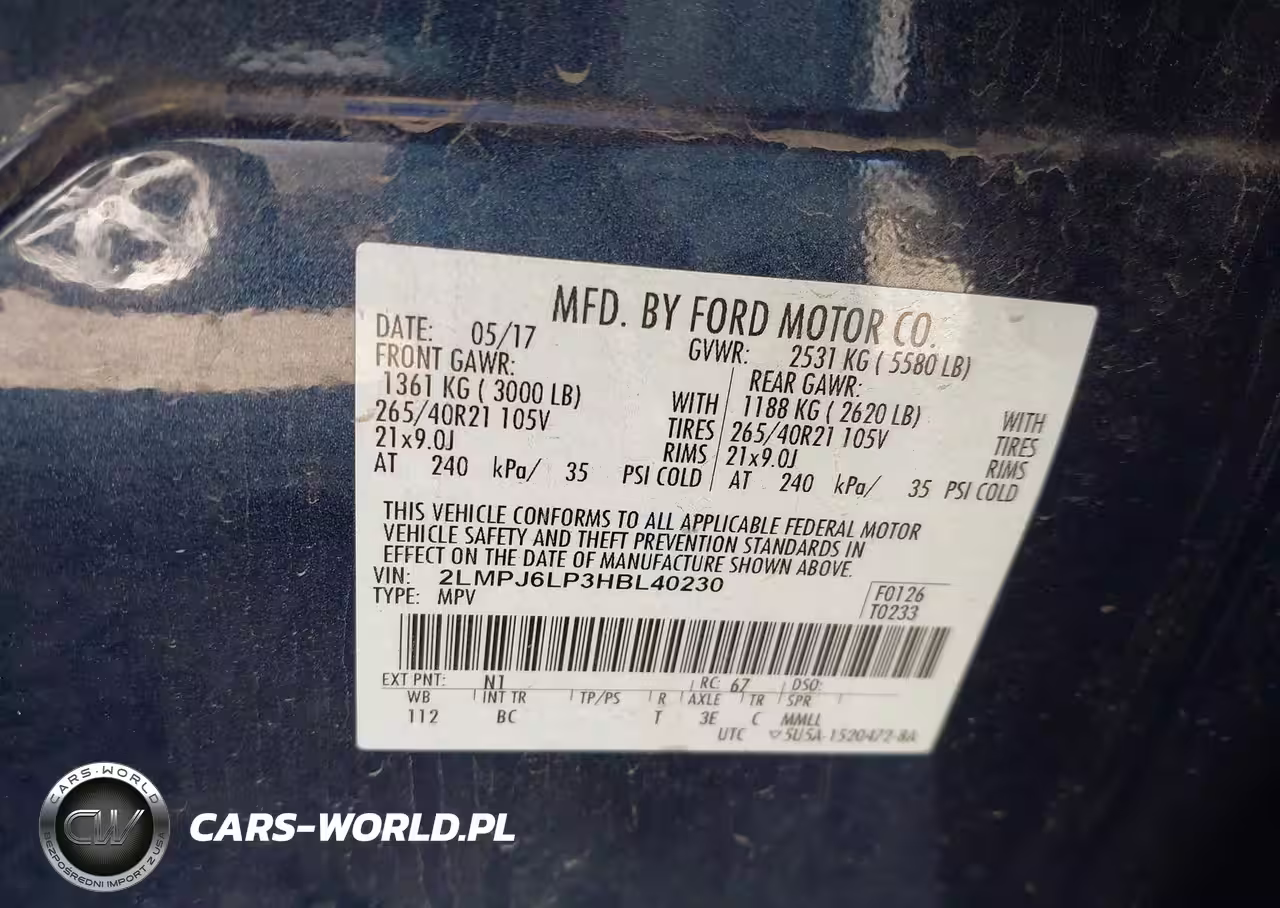 MFD. BY FORD MOTOR CO.
DATE: 05/17
GVWR: 2531 KG ( 5580 LB)
FRONT GAWR:
1361 KG ( 3000 LB) WITH
265/40R21 105V TIRES
21x9.0J RIMS
AT 240 kPa/ 35 PSI COLD
REAR GAWR:
1188 KG ( 2620 LB) WITH
265/40R21 105V TIRES
21x9.0J RIMS
AT 240 kPa/ 35 PSI COLD
THIS VEHICLE CONFORMS TO ALL APPLICABLE FEDERAL MOTOR
VEHICLE SAFETY AND THEFT PREVENTION STANDARDS IN
EFFECT ON THE DATE OF MANUFACTURE SHOWN ABOVE.
VIN: 2LMPJ6LP3HBL40230
TYPE: MPV
F0126
T0233
EXT PNT: N1 RC: 67 DSO:
WB INT TR TP/PS R AXLE TR SPR
112 BC T 3E C MMLL
UTC 5U5A-1520472-BA
CARS-WORLD
CW
BEZPOŚREDNI IMPORT Z USA
CARS-WORLD.PL